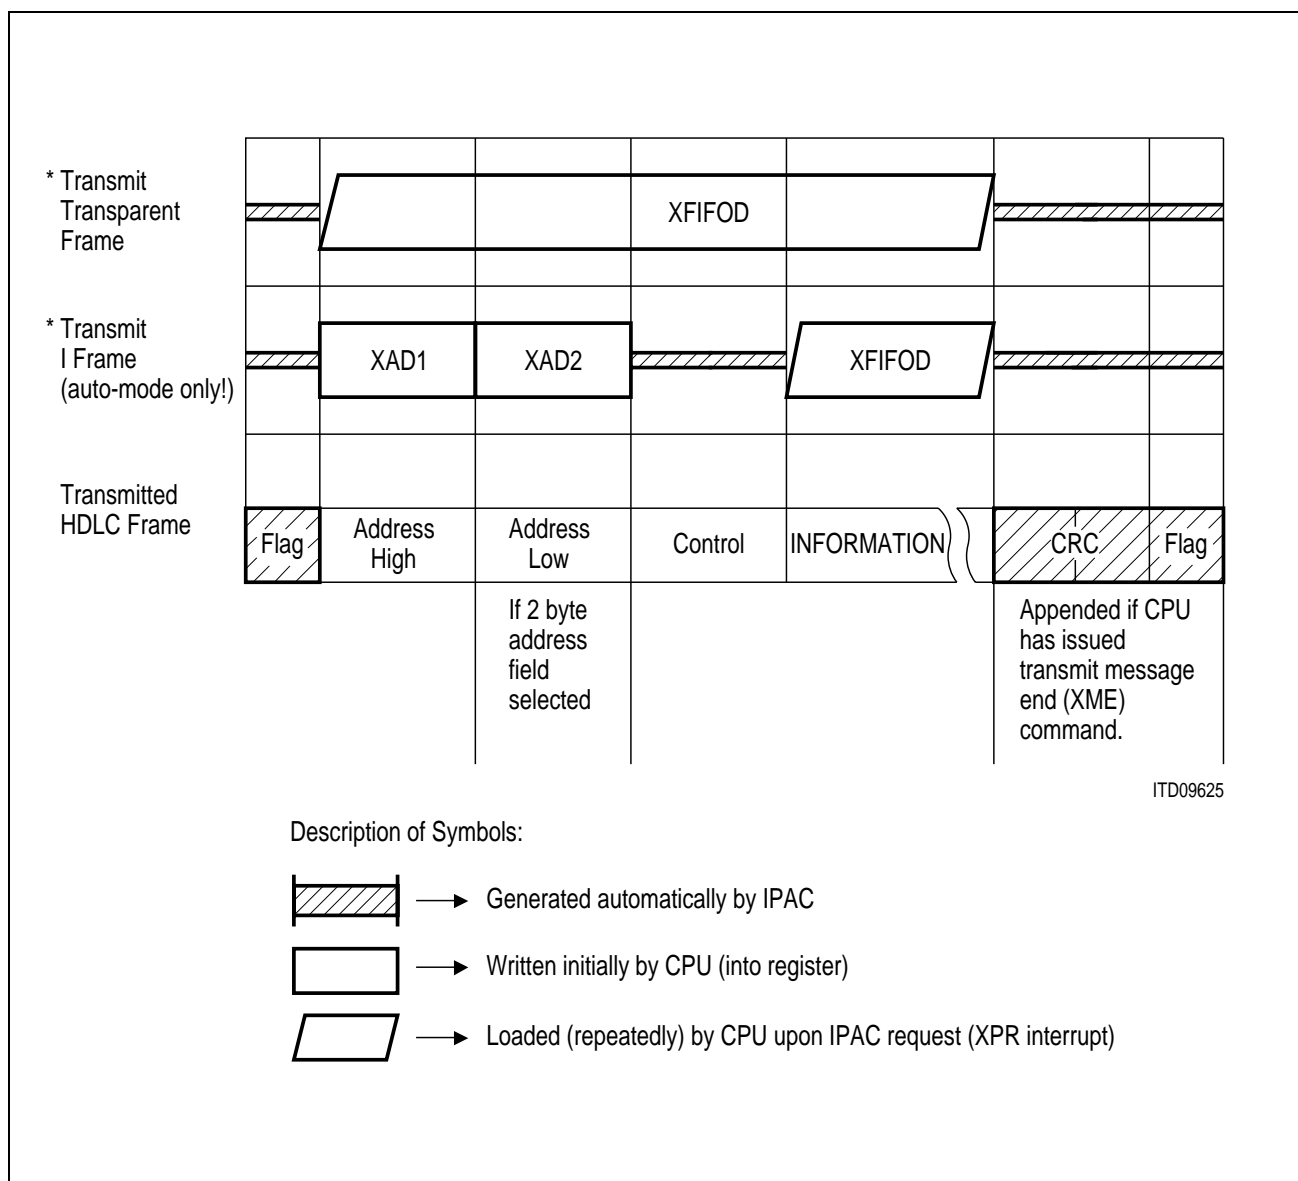 * Transmit
Transparent
Frame
XFIFOD
* Transmit
I Frame
(auto-mode only!)
XAD1
XAD2
XFIFOD
Transmitted
HDLC Frame
Flag
Address
High
Address
Low
Control
INFORMATION
CRC
Flag
If 2 byte
address
field
selected
Appended if CPU
has issued
transmit message
end (XME)
command.
ITD09625
Description of Symbols:
Generated automatically by IPAC
Written initially by CPU (into register)
Loaded (repeatedly) by CPU upon IPAC request (XPR interrupt)